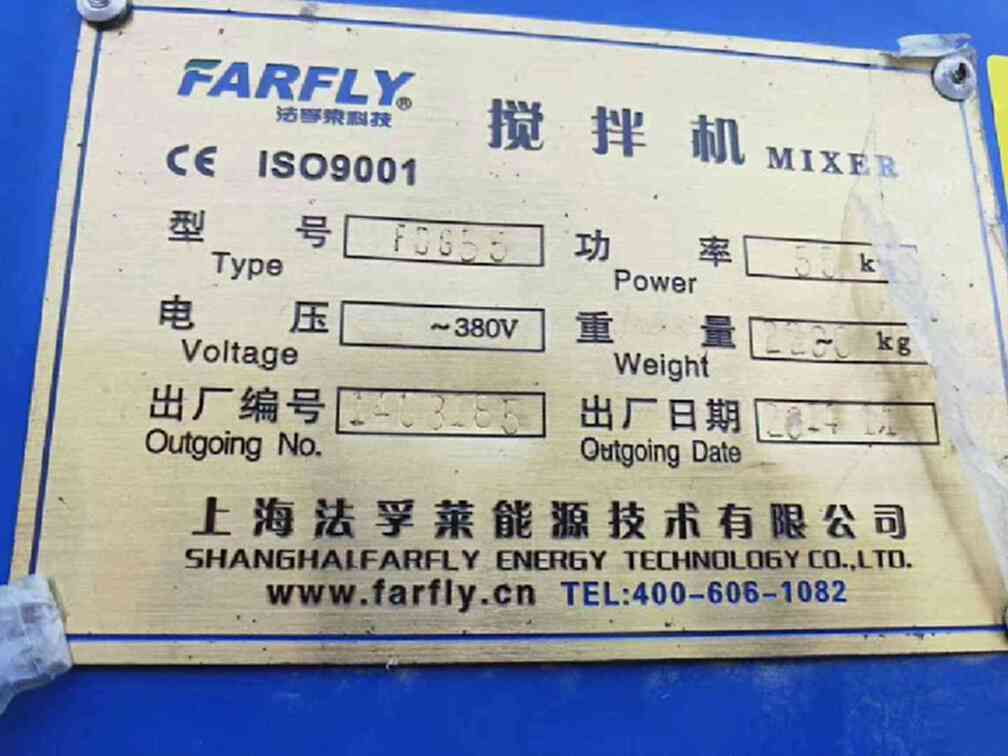 FARFLY®
法孚莱科技
搅拌机 MIXER
CE ISO9001
型号 Type FDG55
功率 Power 55 k
电压 Voltage ~380V
重量 Weight ~ kg
出厂编号 Outgoing No.
出厂日期 Outgoing Date
上海法孚莱能源技术有限公司
SHANGHAI.FARFLY ENERGY TECHNOLOGY CO.,LTD.
www.farfly.cn TEL:400-606-1082